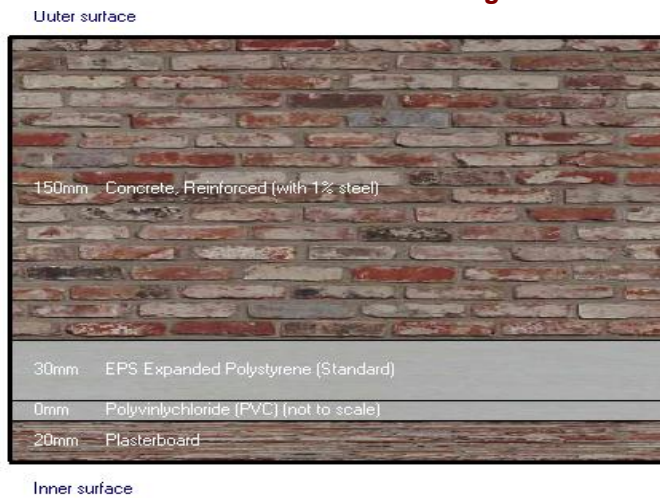 Outer surface
150mm Concrete, Reinforced (with 1% steel)
30mm EPS Expanded Polystyrene (Standard)
0mm Polyvinlychloride (PVC) (not to scale)
20mm Plasterboard
Inner surface